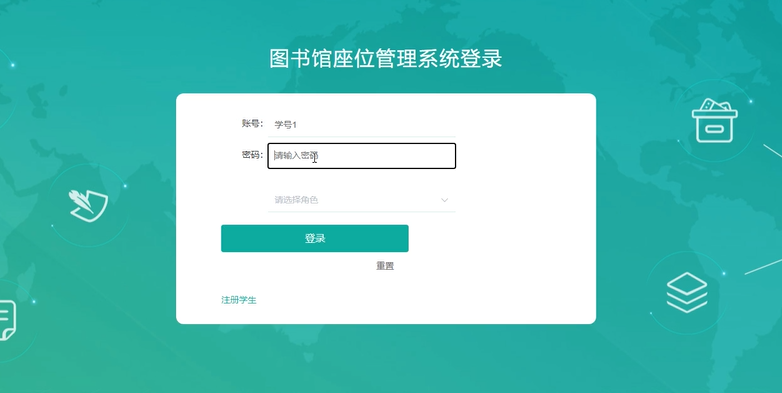 图书馆座位管理系统登录
账号: 学号1
密码: 请输入密码
请选择角色
登录
重置
注册学生